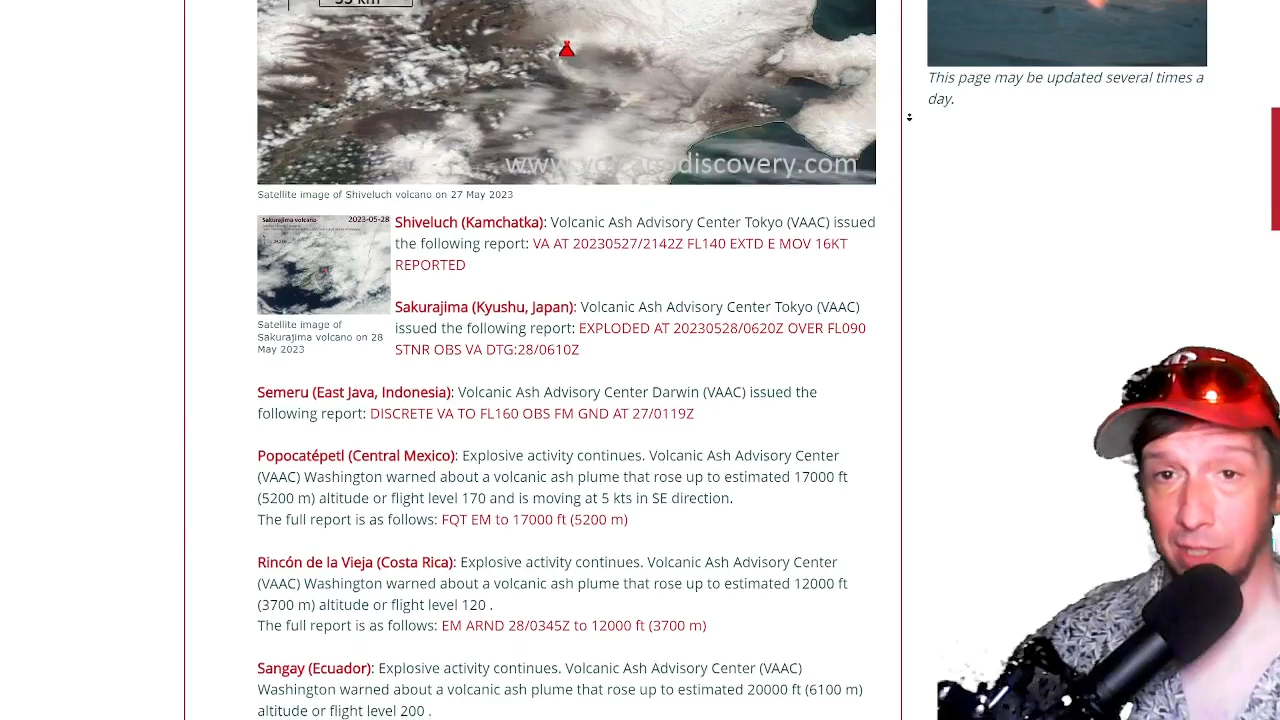 35 km
This page may be updated several times a
day.
www.volcanodiscovery.com
Satellite image of Shiveluch volcano on 27 May 2023
Sakurajima volcano 2023-05-28
Satellite image of
Sakurajima volcano on 28
May 2023
Shiveluch (Kamchatka): Volcanic Ash Advisory Center Tokyo (VAAC) issued
the following report: VA AT 20230527/2142Z FL140 EXTD E MOV 16KT
REPORTED
Sakurajima (Kyushu, Japan): Volcanic Ash Advisory Center Tokyo (VAAC)
issued the following report: EXPLODED AT 20230528/0620Z OVER FL090
STNR OBS VA DTG:28/0610Z
Semeru (East Java, Indonesia): Volcanic Ash Advisory Center Darwin (VAAC) issued the
following report: DISCRETE VA TO FL160 OBS FM GND AT 27/0119Z
Popocatépetl (Central Mexico): Explosive activity continues. Volcanic Ash Advisory Center
(VAAC) Washington warned about a volcanic ash plume that rose up to estimated 17000 ft
(5200 m) altitude or flight level 170 and is moving at 5 kts in SE direction.
The full report is as follows: FQT EM to 17000 ft (5200 m)
Rincón de la Vieja (Costa Rica): Explosive activity continues. Volcanic Ash Advisory Center
(VAAC) Washington warned about a volcanic ash plume that rose up to estimated 12000 ft
(3700 m) altitude or flight level 120 .
The full report is as follows: EM ARND 28/0345Z to 12000 ft (3700 m)
Sangay (Ecuador): Explosive activity continues. Volcanic Ash Advisory Center (VAAC)
Washington warned about a volcanic ash plume that rose up to estimated 20000 ft (6100 m)
altitude or flight level 200 .